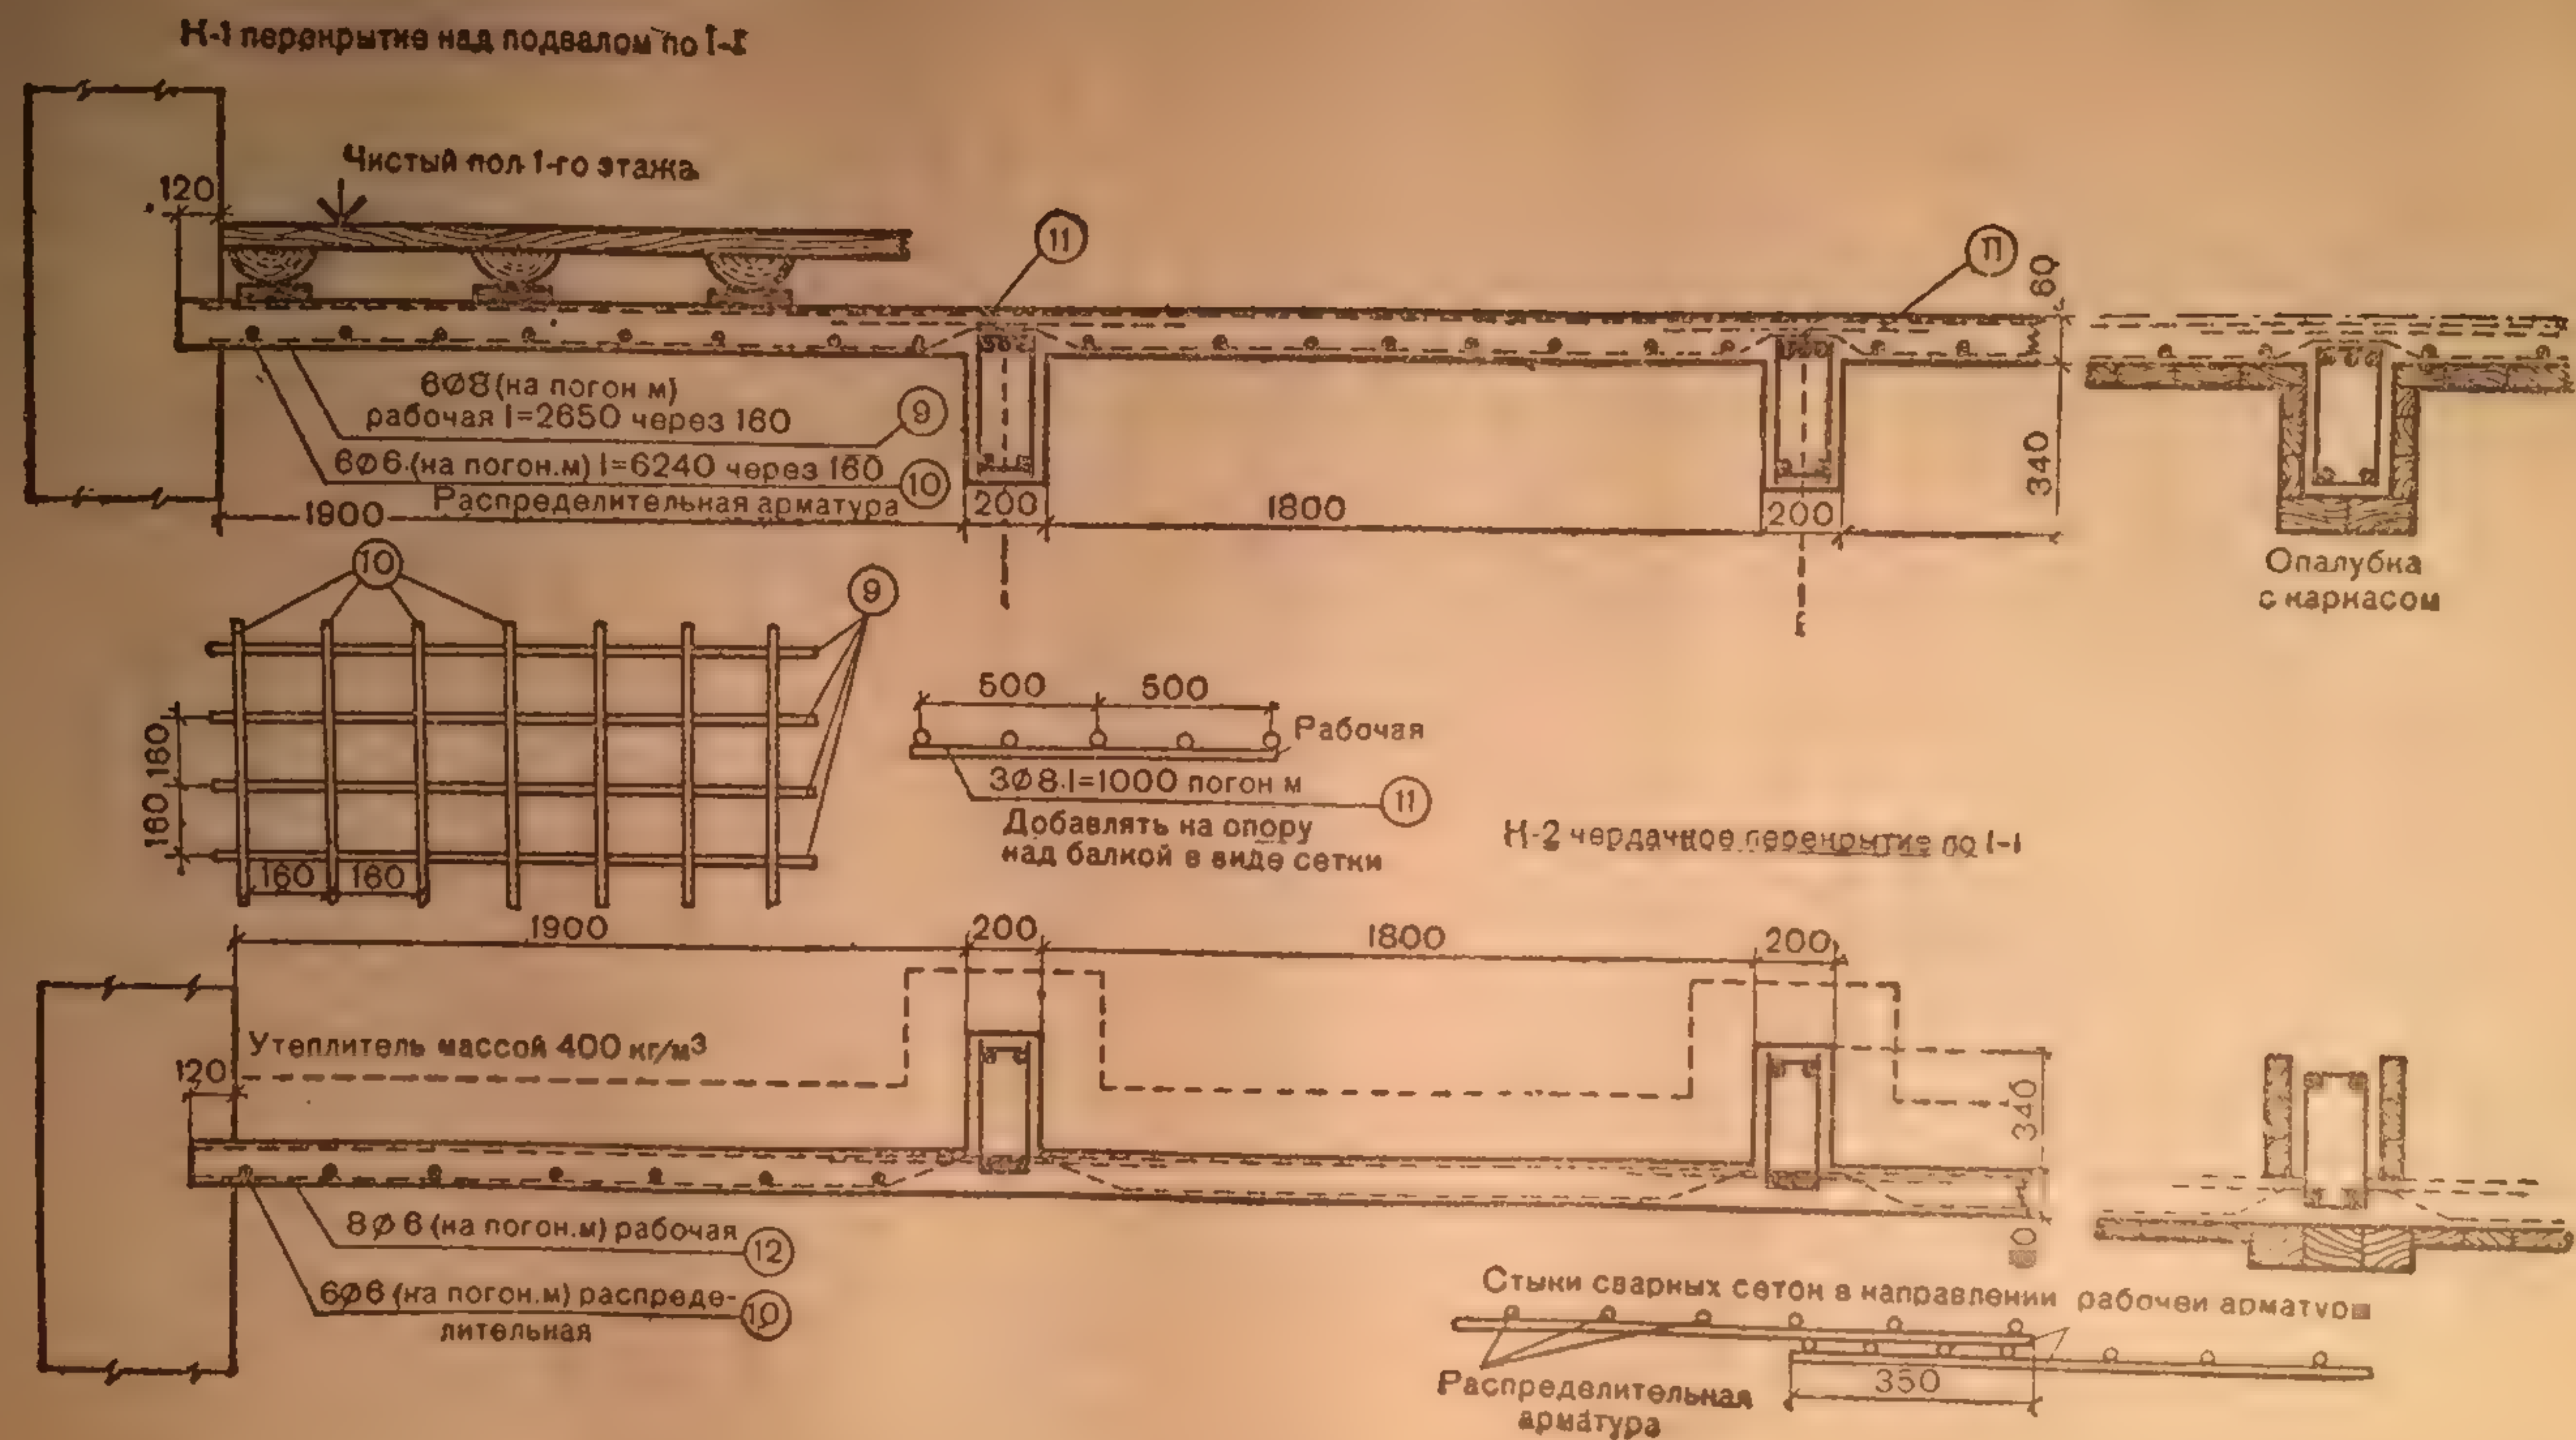 Н-1 перекрытие над подвалом по I-I
Чистый пол 1-го этажа
120
11
11
60
6Ø8 (на погон м)
рабочая l=2650 через 160
9
6Ø6.(на погон.м) l=6240 через 160
10
Распределительная арматура
1800
200
1800
200
340
Опалубка
с каркасом
10
9
160
160
160
160
500
500
Рабочая
3Ø8.l=1000 погон м
11
Добавлять на опору
над балкой в виде сетки
Н-2 чердачное перекрытие по I-I
1900
200
1800
200
Утеплитель массой 400 кг/м³
120
340
8Ø6 (на погон.м) рабочая
12
6Ø6 (на погон.м) распреде-
10
лительная
Стыки сварных сеток в направлении рабочей арматуры
Распределительная
арматура
350